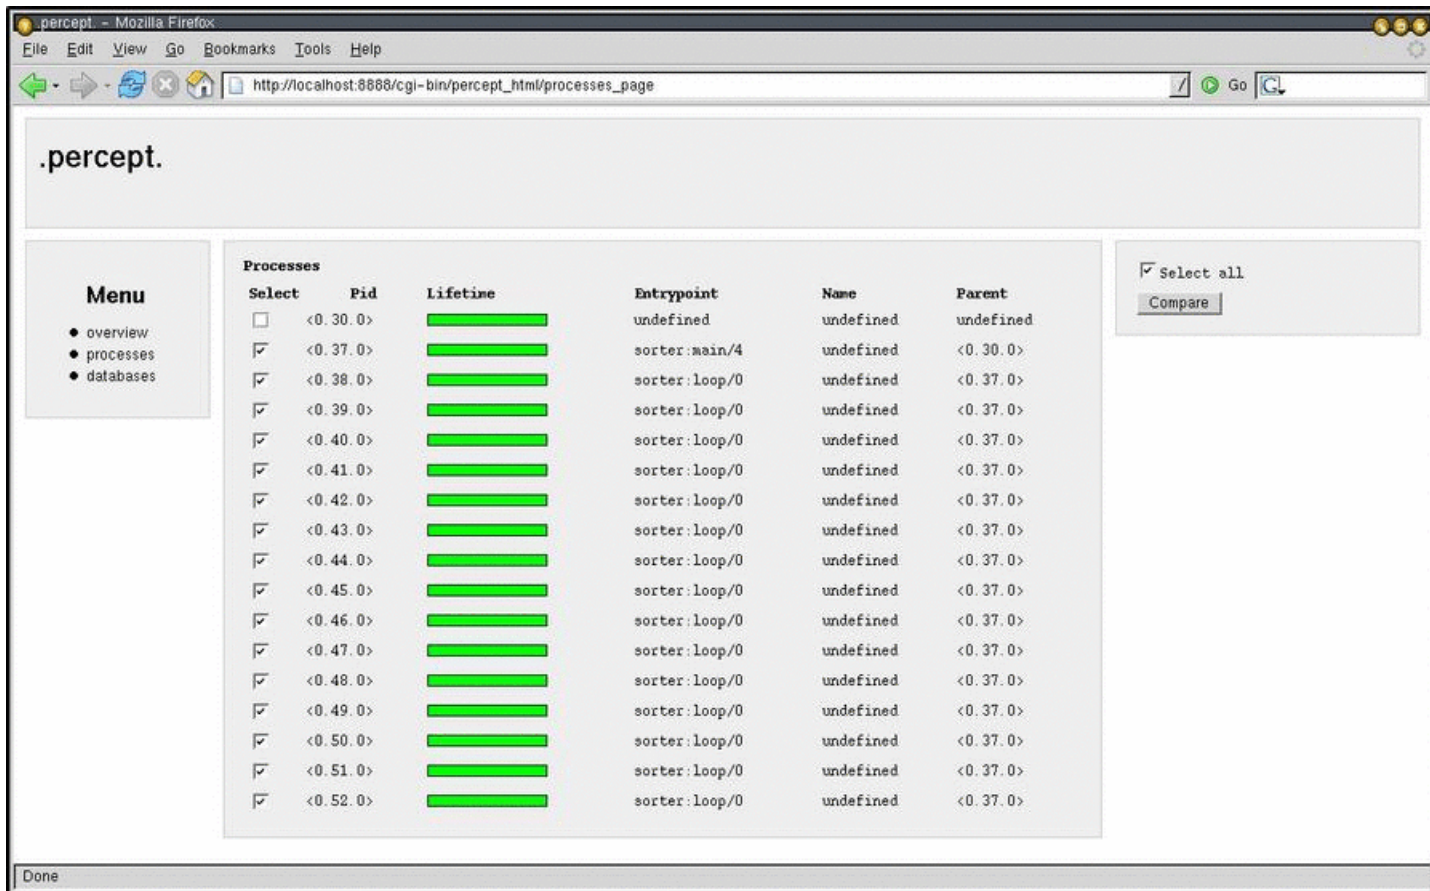 .percept. - Mozilla Firefox
File Edit View Go Bookmarks Tools Help
http://localhost:8888/cgi-bin/percept_html/processes_page Go
.percept.
Menu
overview
processes
databases
Processes
Select Pid Lifetime Entrypoint Name Parent
<0.30.0> undefined undefined undefined
<0.37.0> sorter:main/4 undefined <0.30.0>
<0.38.0> sorter:loop/0 undefined <0.37.0>
<0.39.0> sorter:loop/0 undefined <0.37.0>
<0.40.0> sorter:loop/0 undefined <0.37.0>
<0.41.0> sorter:loop/0 undefined <0.37.0>
<0.42.0> sorter:loop/0 undefined <0.37.0>
<0.43.0> sorter:loop/0 undefined <0.37.0>
<0.44.0> sorter:loop/0 undefined <0.37.0>
<0.45.0> sorter:loop/0 undefined <0.37.0>
<0.46.0> sorter:loop/0 undefined <0.37.0>
<0.47.0> sorter:loop/0 undefined <0.37.0>
<0.48.0> sorter:loop/0 undefined <0.37.0>
<0.49.0> sorter:loop/0 undefined <0.37.0>
<0.50.0> sorter:loop/0 undefined <0.37.0>
<0.51.0> sorter:loop/0 undefined <0.37.0>
<0.52.0> sorter:loop/0 undefined <0.37.0>
Select all
Compare
Done